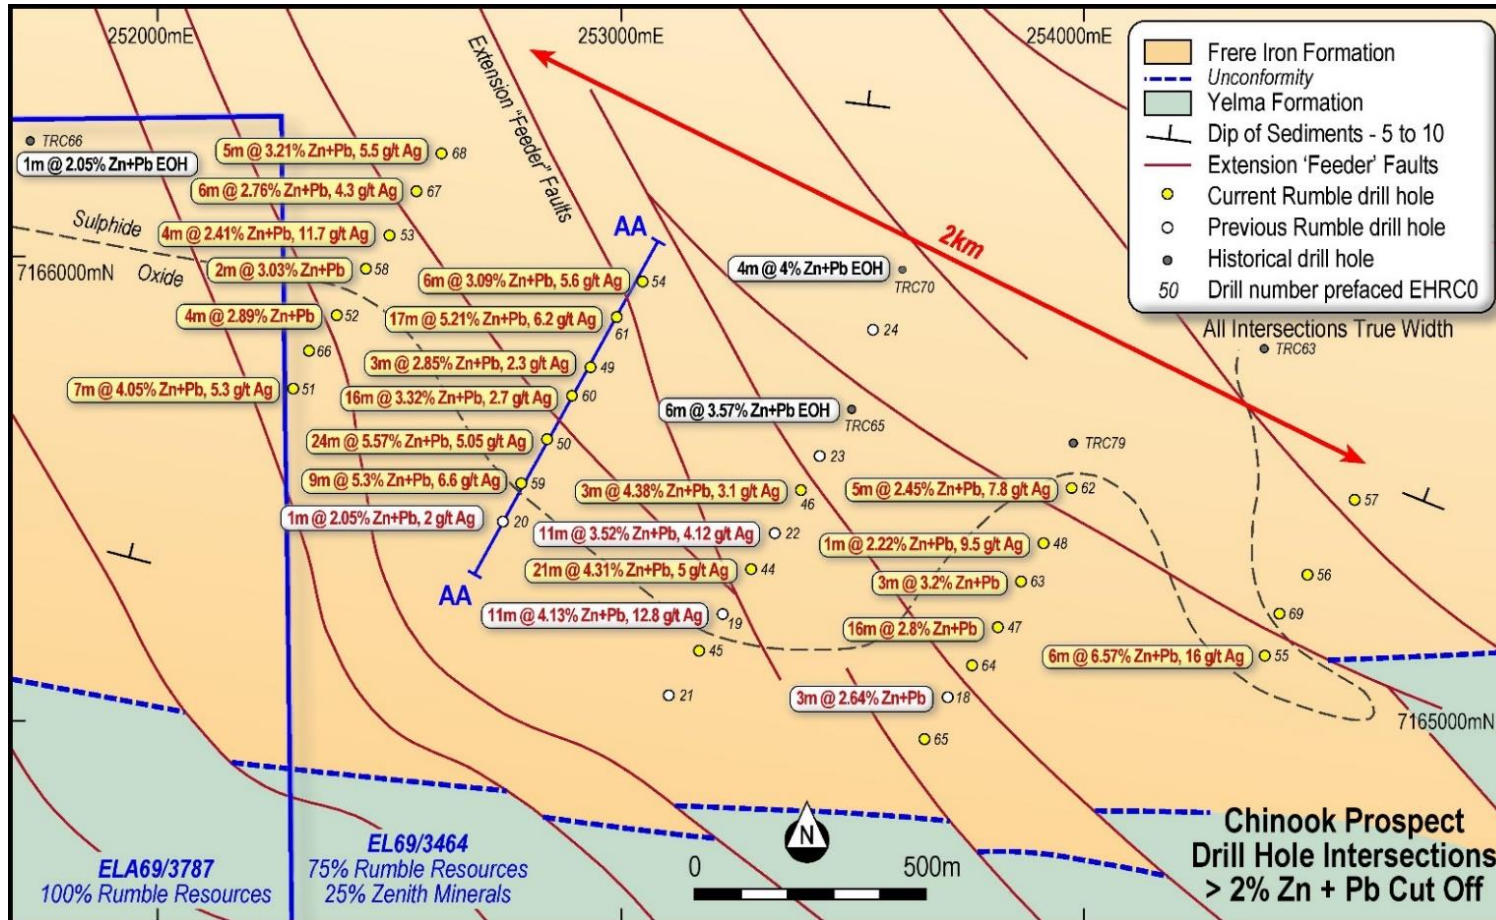 252000mE
253000mE
254000mE
Frere Iron Formation
Unconformity
Yelma Formation
Dip of Sediments - 5 to 10
Extension 'Feeder' Faults
Current Rumble drill hole
Previous Rumble drill hole
Historical drill hole
50 Drill number prefaced EHRC0
All Intersections True Width
Extension "Feeder" Faults
2km
TRC66
1m @ 2.05% Zn+Pb EOH
5m @ 3.21% Zn+Pb, 5.5 g/t Ag 68
6m @ 2.76% Zn+Pb, 4.3 g/t Ag 67
Sulphide
Oxide
4m @ 2.41% Zn+Pb, 11.7 g/t Ag 53
7166000mN
2m @ 3.03% Zn+Pb 58
4m @ 2.89% Zn+Pb 52
66
7m @ 4.05% Zn+Pb, 5.3 g/t Ag 51
AA
6m @ 3.09% Zn+Pb, 5.6 g/t Ag 54
17m @ 5.21% Zn+Pb, 6.2 g/t Ag 61
3m @ 2.85% Zn+Pb, 2.3 g/t Ag 49
16m @ 3.32% Zn+Pb, 2.7 g/t Ag 60
24m @ 5.57% Zn+Pb, 5.05 g/t Ag 50
9m @ 5.3% Zn+Pb, 6.6 g/t Ag 59
1m @ 2.05% Zn+Pb, 2 g/t Ag 20
AA
4m @ 4% Zn+Pb EOH
TRC70
24
TRC63
6m @ 3.57% Zn+Pb EOH
TRC65
23
TRC79
3m @ 4.38% Zn+Pb, 3.1 g/t Ag 46
11m @ 3.52% Zn+Pb, 4.12 g/t Ag 22
21m @ 4.31% Zn+Pb, 5 g/t Ag 44
11m @ 4.13% Zn+Pb, 12.8 g/t Ag 19
45
21
5m @ 2.45% Zn+Pb, 7.8 g/t Ag 62
1m @ 2.22% Zn+Pb, 9.5 g/t Ag 48
3m @ 3.2% Zn+Pb 63
16m @ 2.8% Zn+Pb 47
64
3m @ 2.64% Zn+Pb 18
65
57
56
69
6m @ 6.57% Zn+Pb, 16 g/t Ag 55
7165000mN
ELA69/3787
100% Rumble Resources
EL69/3464
75% Rumble Resources
25% Zenith Minerals
N
0 500m
Chinook Prospect
Drill Hole Intersections
> 2% Zn + Pb Cut Off